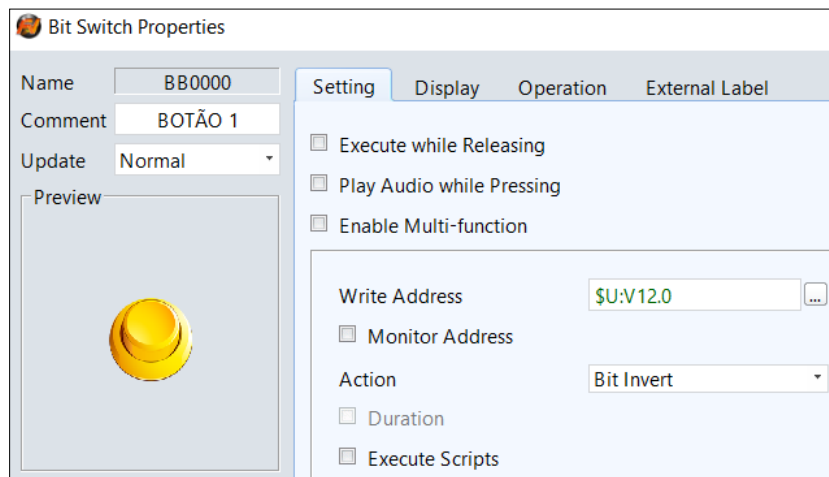 Bit Switch Properties
Name BB0000
Comment BOTÃO 1
Update Normal
Preview
Setting Display Operation External Label
Execute while Releasing
Play Audio while Pressing
Enable Multi-function
Write Address $U:V12.0 ...
Monitor Address
Action Bit Invert
Duration
Execute Scripts